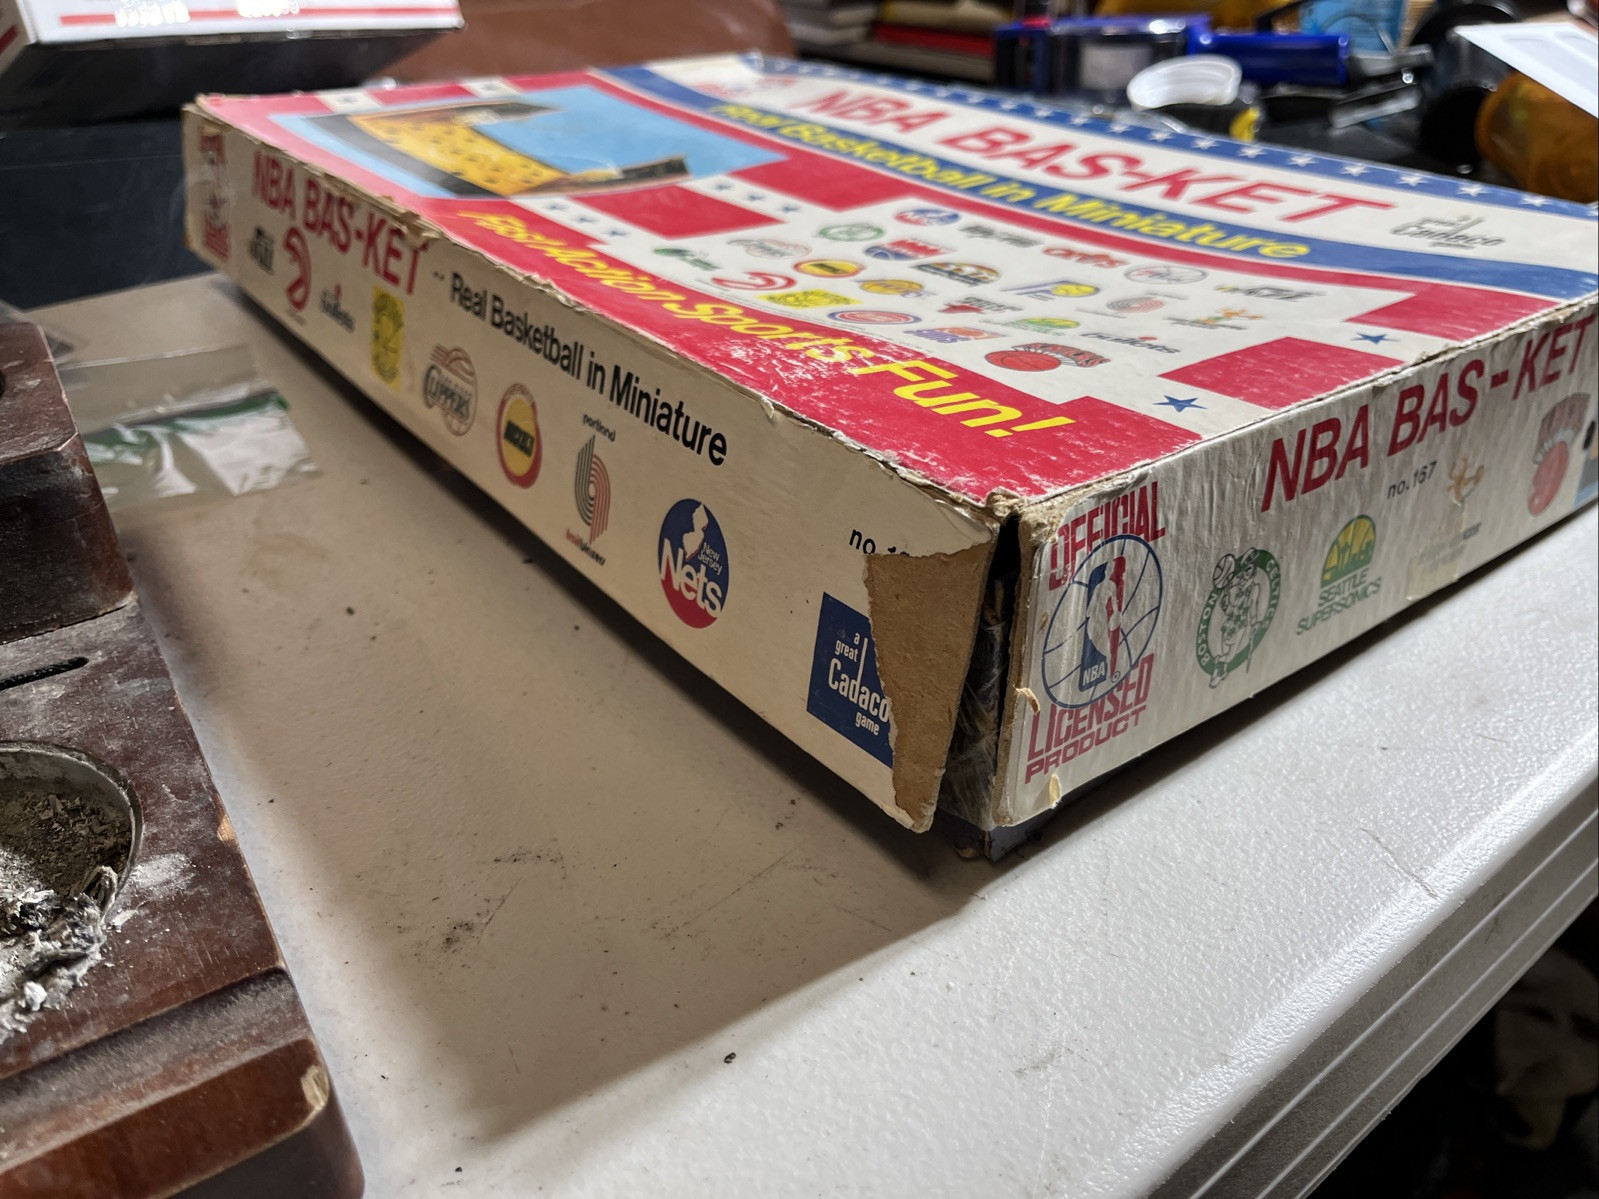 NBA BAS-KET
Real Basketball in Miniature
Cadaco
Fast Action Sports Fun!
NBA BAS-KET
-- Real Basketball in Miniature
CLIPPERS
portland
New
Jersey
Nets
no.
a
great
Cadaco
game
NBA BAS-KET
no. 167
OFFICIAL
NBA
LICENSED
PRODUCT
BOSTON
CELTICS
SEATTLE
SUPERSONICS